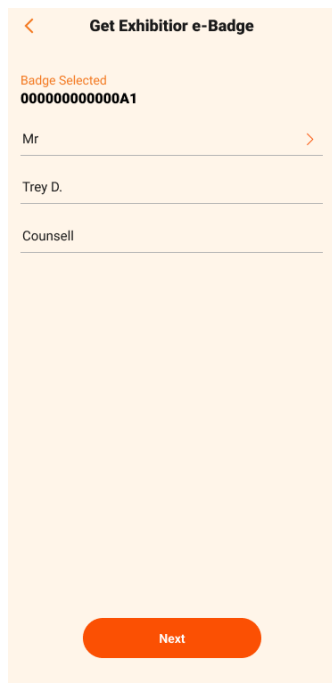 Get Exhibitior e-Badge
Badge Selected
000000000000A1
Mr
Trey D.
Counsell
Next